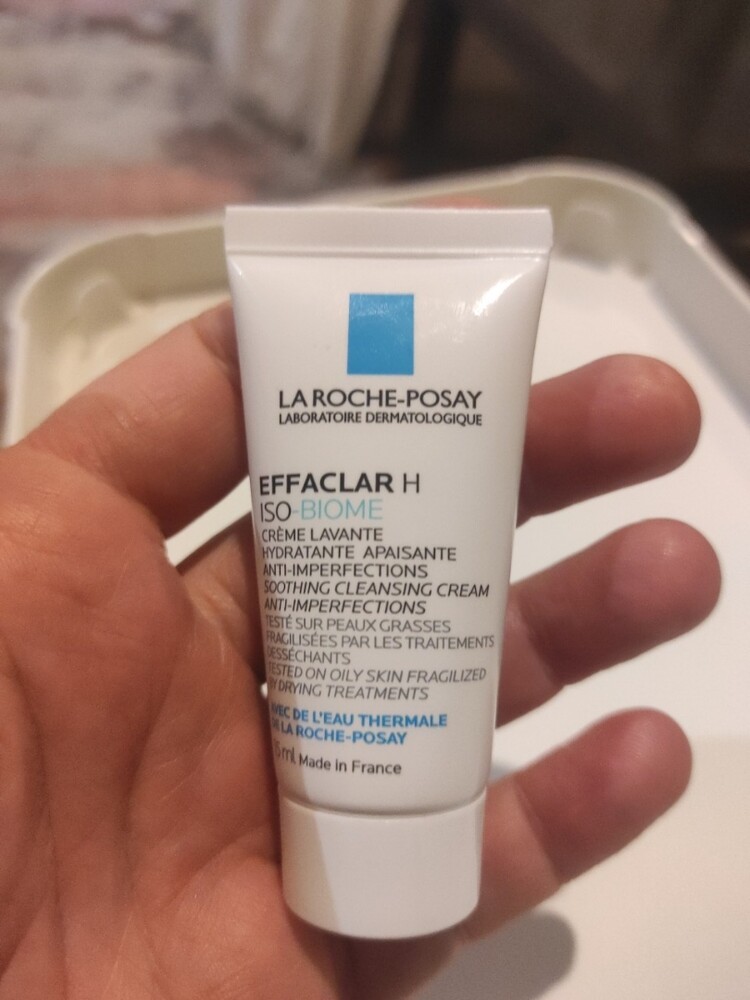 LA ROCHE-POSAY
LABORATOIRE DERMATOLOGIQUE
EFFACLAR H
ISO-BIOME
CRÈME LAVANTE
HYDRATANTE APAISANTE
ANTI-IMPERFECTIONS
SOOTHING CLEANSING CREAM
ANTI-IMPERFECTIONS
TESTÉ SUR PEAUX GRASSES
FRAGILISÉES PAR LES TRAITEMENTS
DESSÉCHANTS
TESTED ON OILY SKIN FRAGILIZED
BY DRYING TREATMENTS
AVEC DE L'EAU THERMALE
DE LA ROCHE-POSAY
ml Made in France